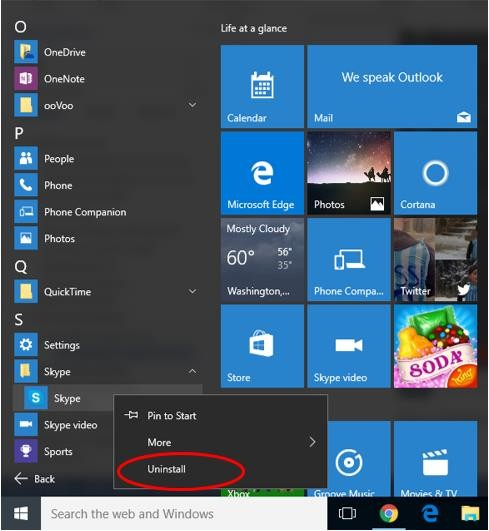 O
OneDrive
OneNote
ooVoo
P
People
Phone
Phone Companion
Photos
Q
QuickTime
S
Settings
Skype
Skype
Skype video
Sports
Back
Life at a glance
Calendar
We speak Outlook
Mail
Microsoft Edge
Photos
Cortana
Mostly Cloudy
60° 56°
35°
Washington,...
Phone Compa...
Twitter
Store
Skype video
SODA
King
Pin to Start
More
Uninstall
Xbox
Groove Music
Movies & TV
Search the web and Windows